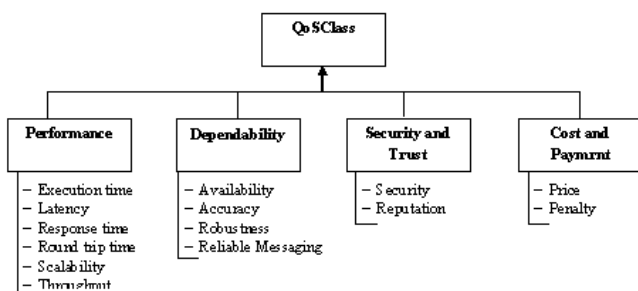 QoSClass
Performance
– Execution time
– Latency
– Response time
– Round trip time
– Scalability
– Throughput
Dependability
– Availability
– Accuracy
– Robustness
– Reliable Messaging
Security and
Trust
– Security
– Reputation
Cost and
Paymrnt
– Price
– Penalty